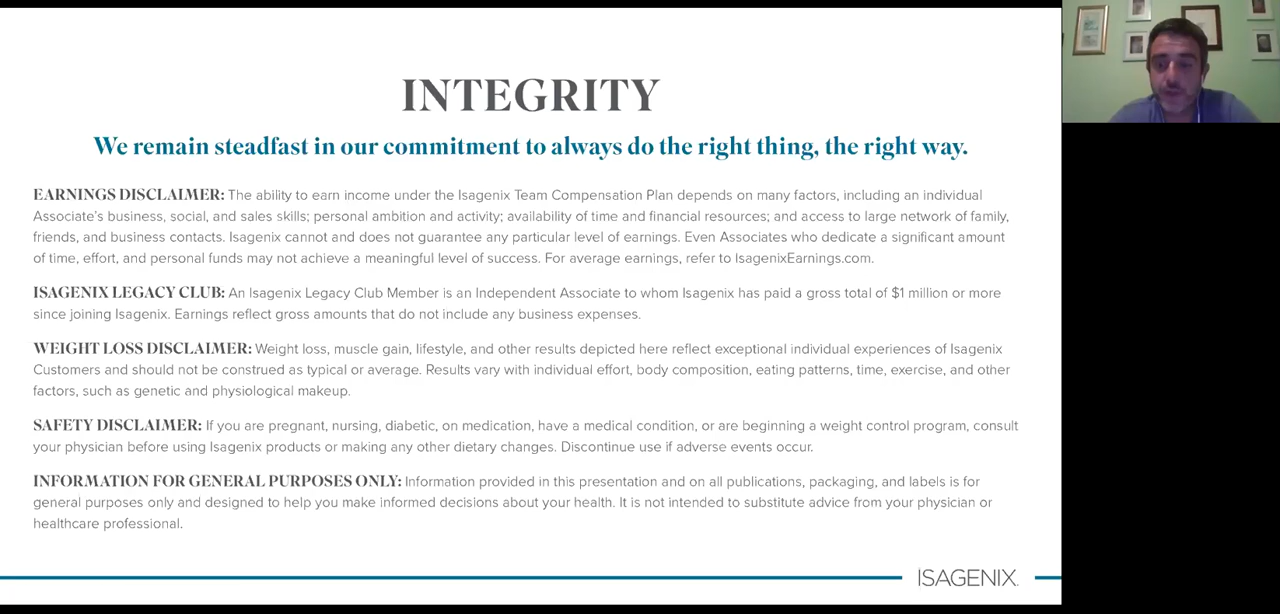 INTEGRITY
We remain steadfast in our commitment to always do the right thing, the right way.
EARNINGS DISCLAIMER: The ability to earn income under the Isagenix Team Compensation Plan depends on many factors, including an individual
Associate's business, social, and sales skills; personal ambition and activity; availability of time and financial resources; and access to large network of family,
friends, and business contacts. Isagenix cannot and does not guarantee any particular level of earnings. Even Associates who dedicate a significant amount
of time, effort, and personal funds may not achieve a meaningful level of success. For average earnings, refer to IsagenixEarnings.com.
ISAGENIX LEGACY CLUB: An Isagenix Legacy Club Member is an Independent Associate to whom Isagenix has paid a gross total of $1 million or more
since joining Isagenix. Earnings reflect gross amounts that do not include any business expenses.
WEIGHT LOSS DISCLAIMER: Weight loss, muscle gain, lifestyle, and other results depicted here reflect exceptional individual experiences of Isagenix
Customers and should not be construed as typical or average. Results vary with individual effort, body composition, eating patterns, time, exercise, and other
factors, such as genetic and physiological makeup.
SAFETY DISCLAIMER: If you are pregnant, nursing, diabetic, on medication, have a medical condition, or are beginning a weight control program, consult
your physician before using Isagenix products or making any other dietary changes. Discontinue use if adverse events occur.
INFORMATION FOR GENERAL PURPOSES ONLY: Information provided in this presentation and on all publications, packaging, and labels is for
general purposes only and designed to help you make informed decisions about your health. It is not intended to substitute advice from your physician or
healthcare professional.
ISAGENIX.